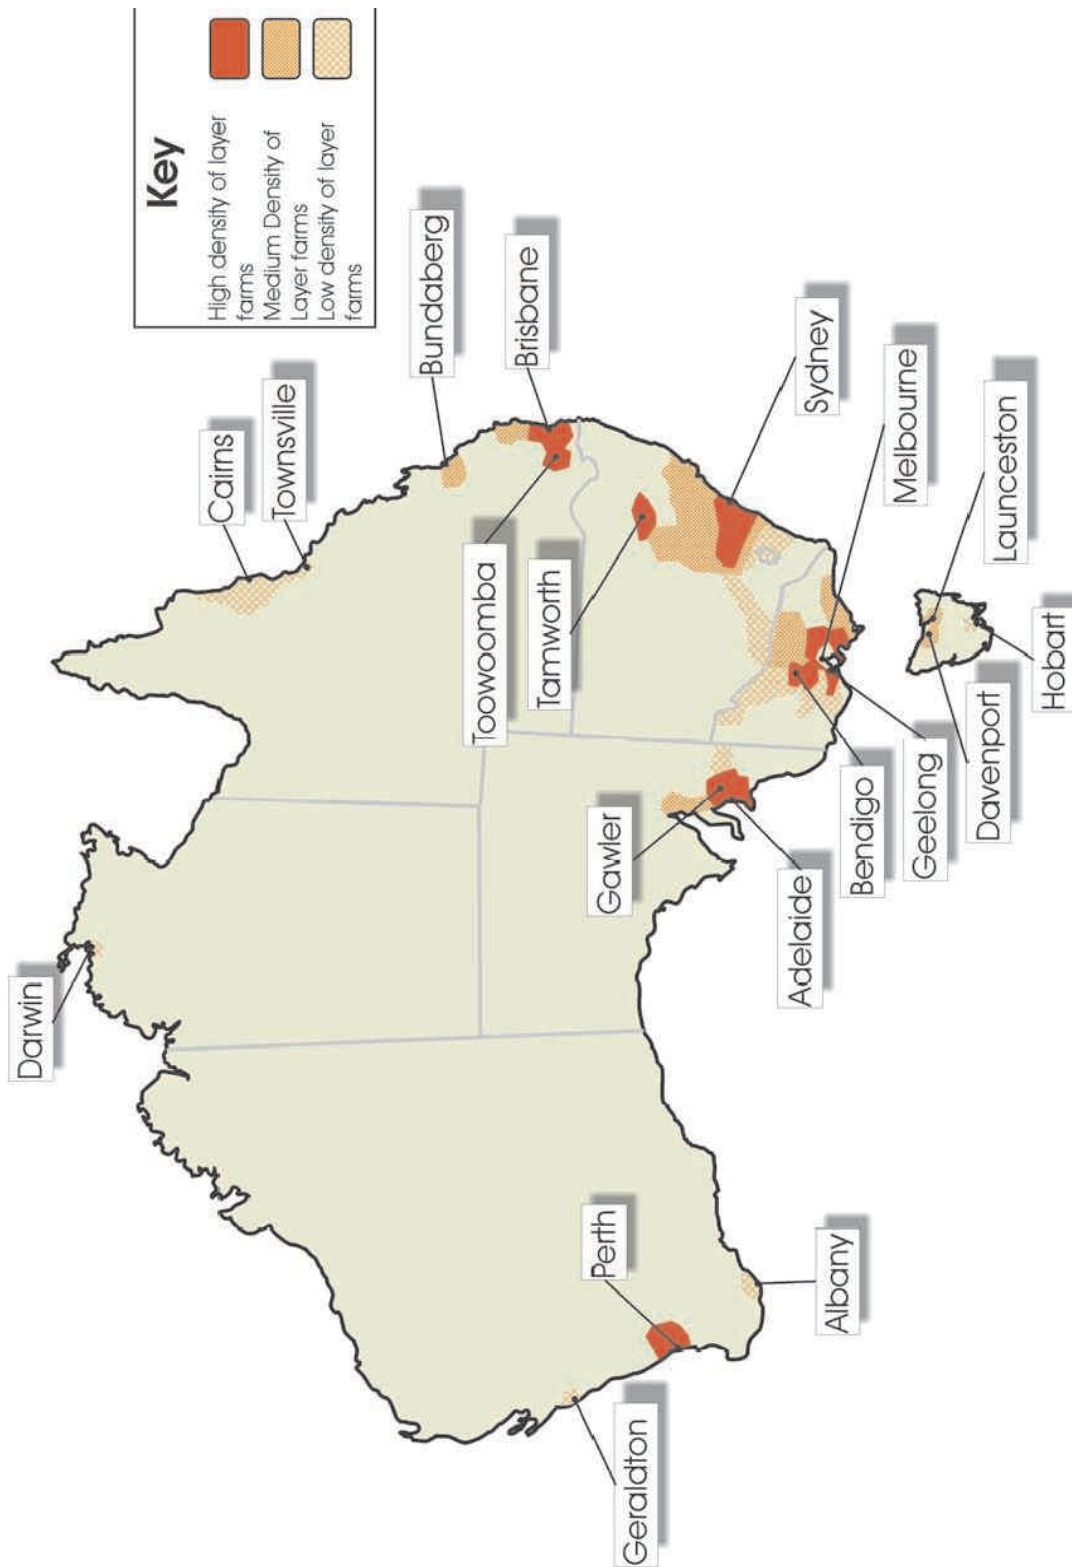 Key
High density of layer
farms
Medium Density of
Layer farms
Low density of layer
farms
Darwin
Cairns
Townsville
Bundaberg
Brisbane
Toowoomba
Tamworth
Sydney
Gawler
Adelaide
Bendigo
Geelong
Melbourne
Perth
Geraldton
Albany
Davenport
Launceston
Hobart